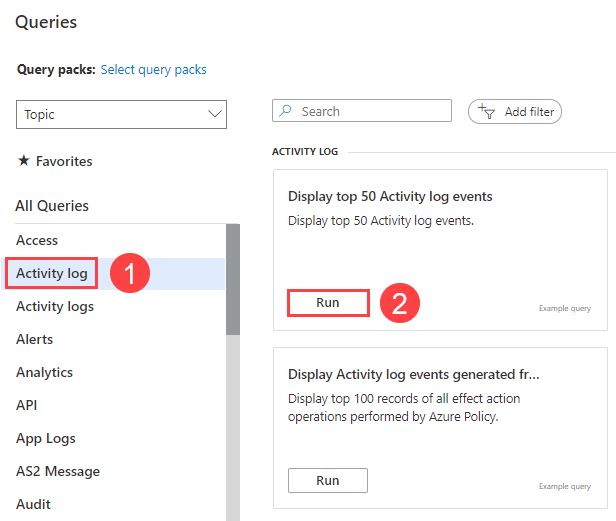 Queries
Query packs: Select query packs
Topic
Search
Add filter
★ Favorites
All Queries
Access
Activity log
1
Activity logs
Alerts
Analytics
API
App Logs
AS2 Message
Audit
ACTIVITY LOG
Display top 50 Activity log events
Display top 50 Activity log events.
Run
2
Example query
Display Activity log events generated fr...
Display top 100 records of all effect action
operations performed by Azure Policy.
Run
Example query